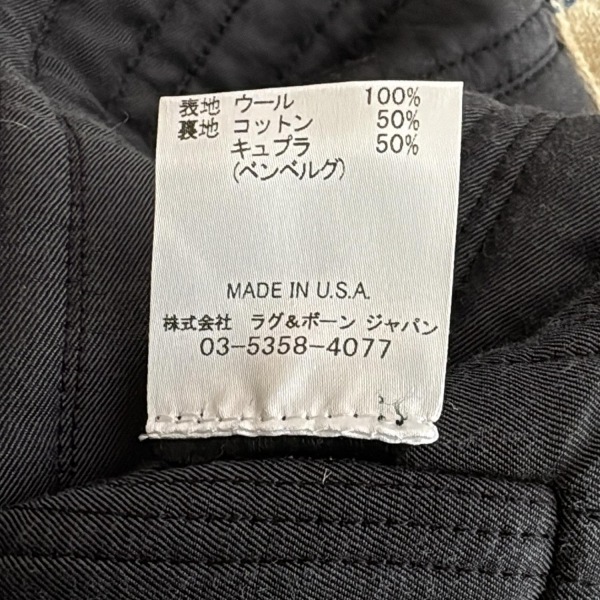 表地 ウール 100%
裏地 コットン 50%
キュプラ 50%
(ベンベルグ)
MADE IN U.S.A.
株式会社 ラグ&ボーン ジャパン
03-5358-4077